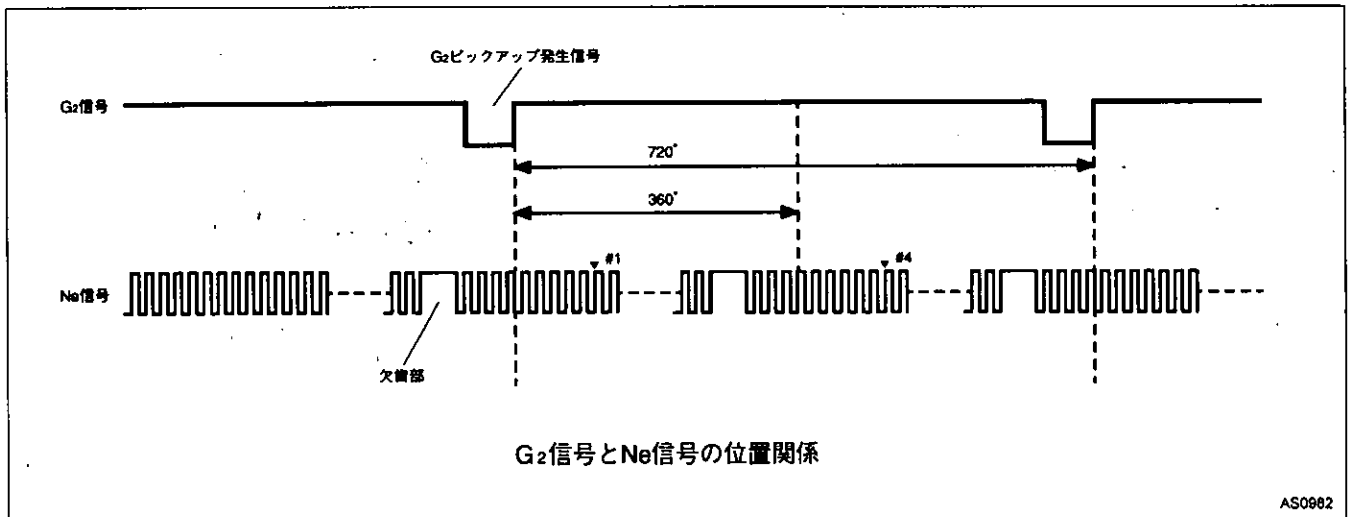 G2ピックアップ発生信号
G2信号
720°
360°
#1
#4
Ne信号
欠歯部
G2信号とNe信号の位置関係
AS0982